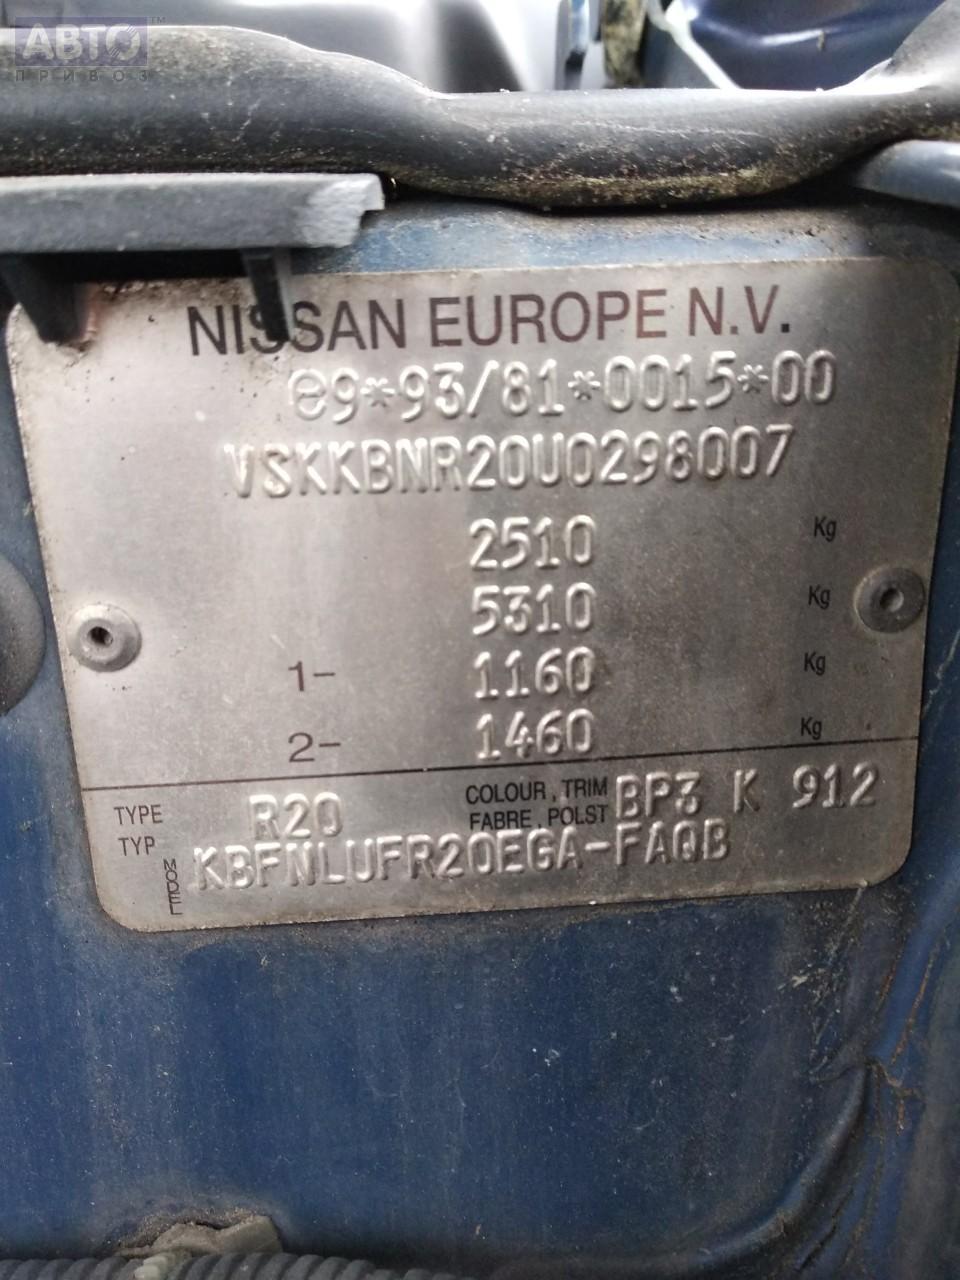 АВТО™
ПРИВОЗ
NISSAN EUROPE N.V.
e9*93/81*0015*00
VSKKBNR20U0298007
2510 Kg
5310 Kg
1- 1160 Kg
2- 1460 Kg
TYPE R20 COLOUR, TRIM BP3 K 912
TYP FABRE, POLST
MODEL KBFNLUFR20EGA-FAQB